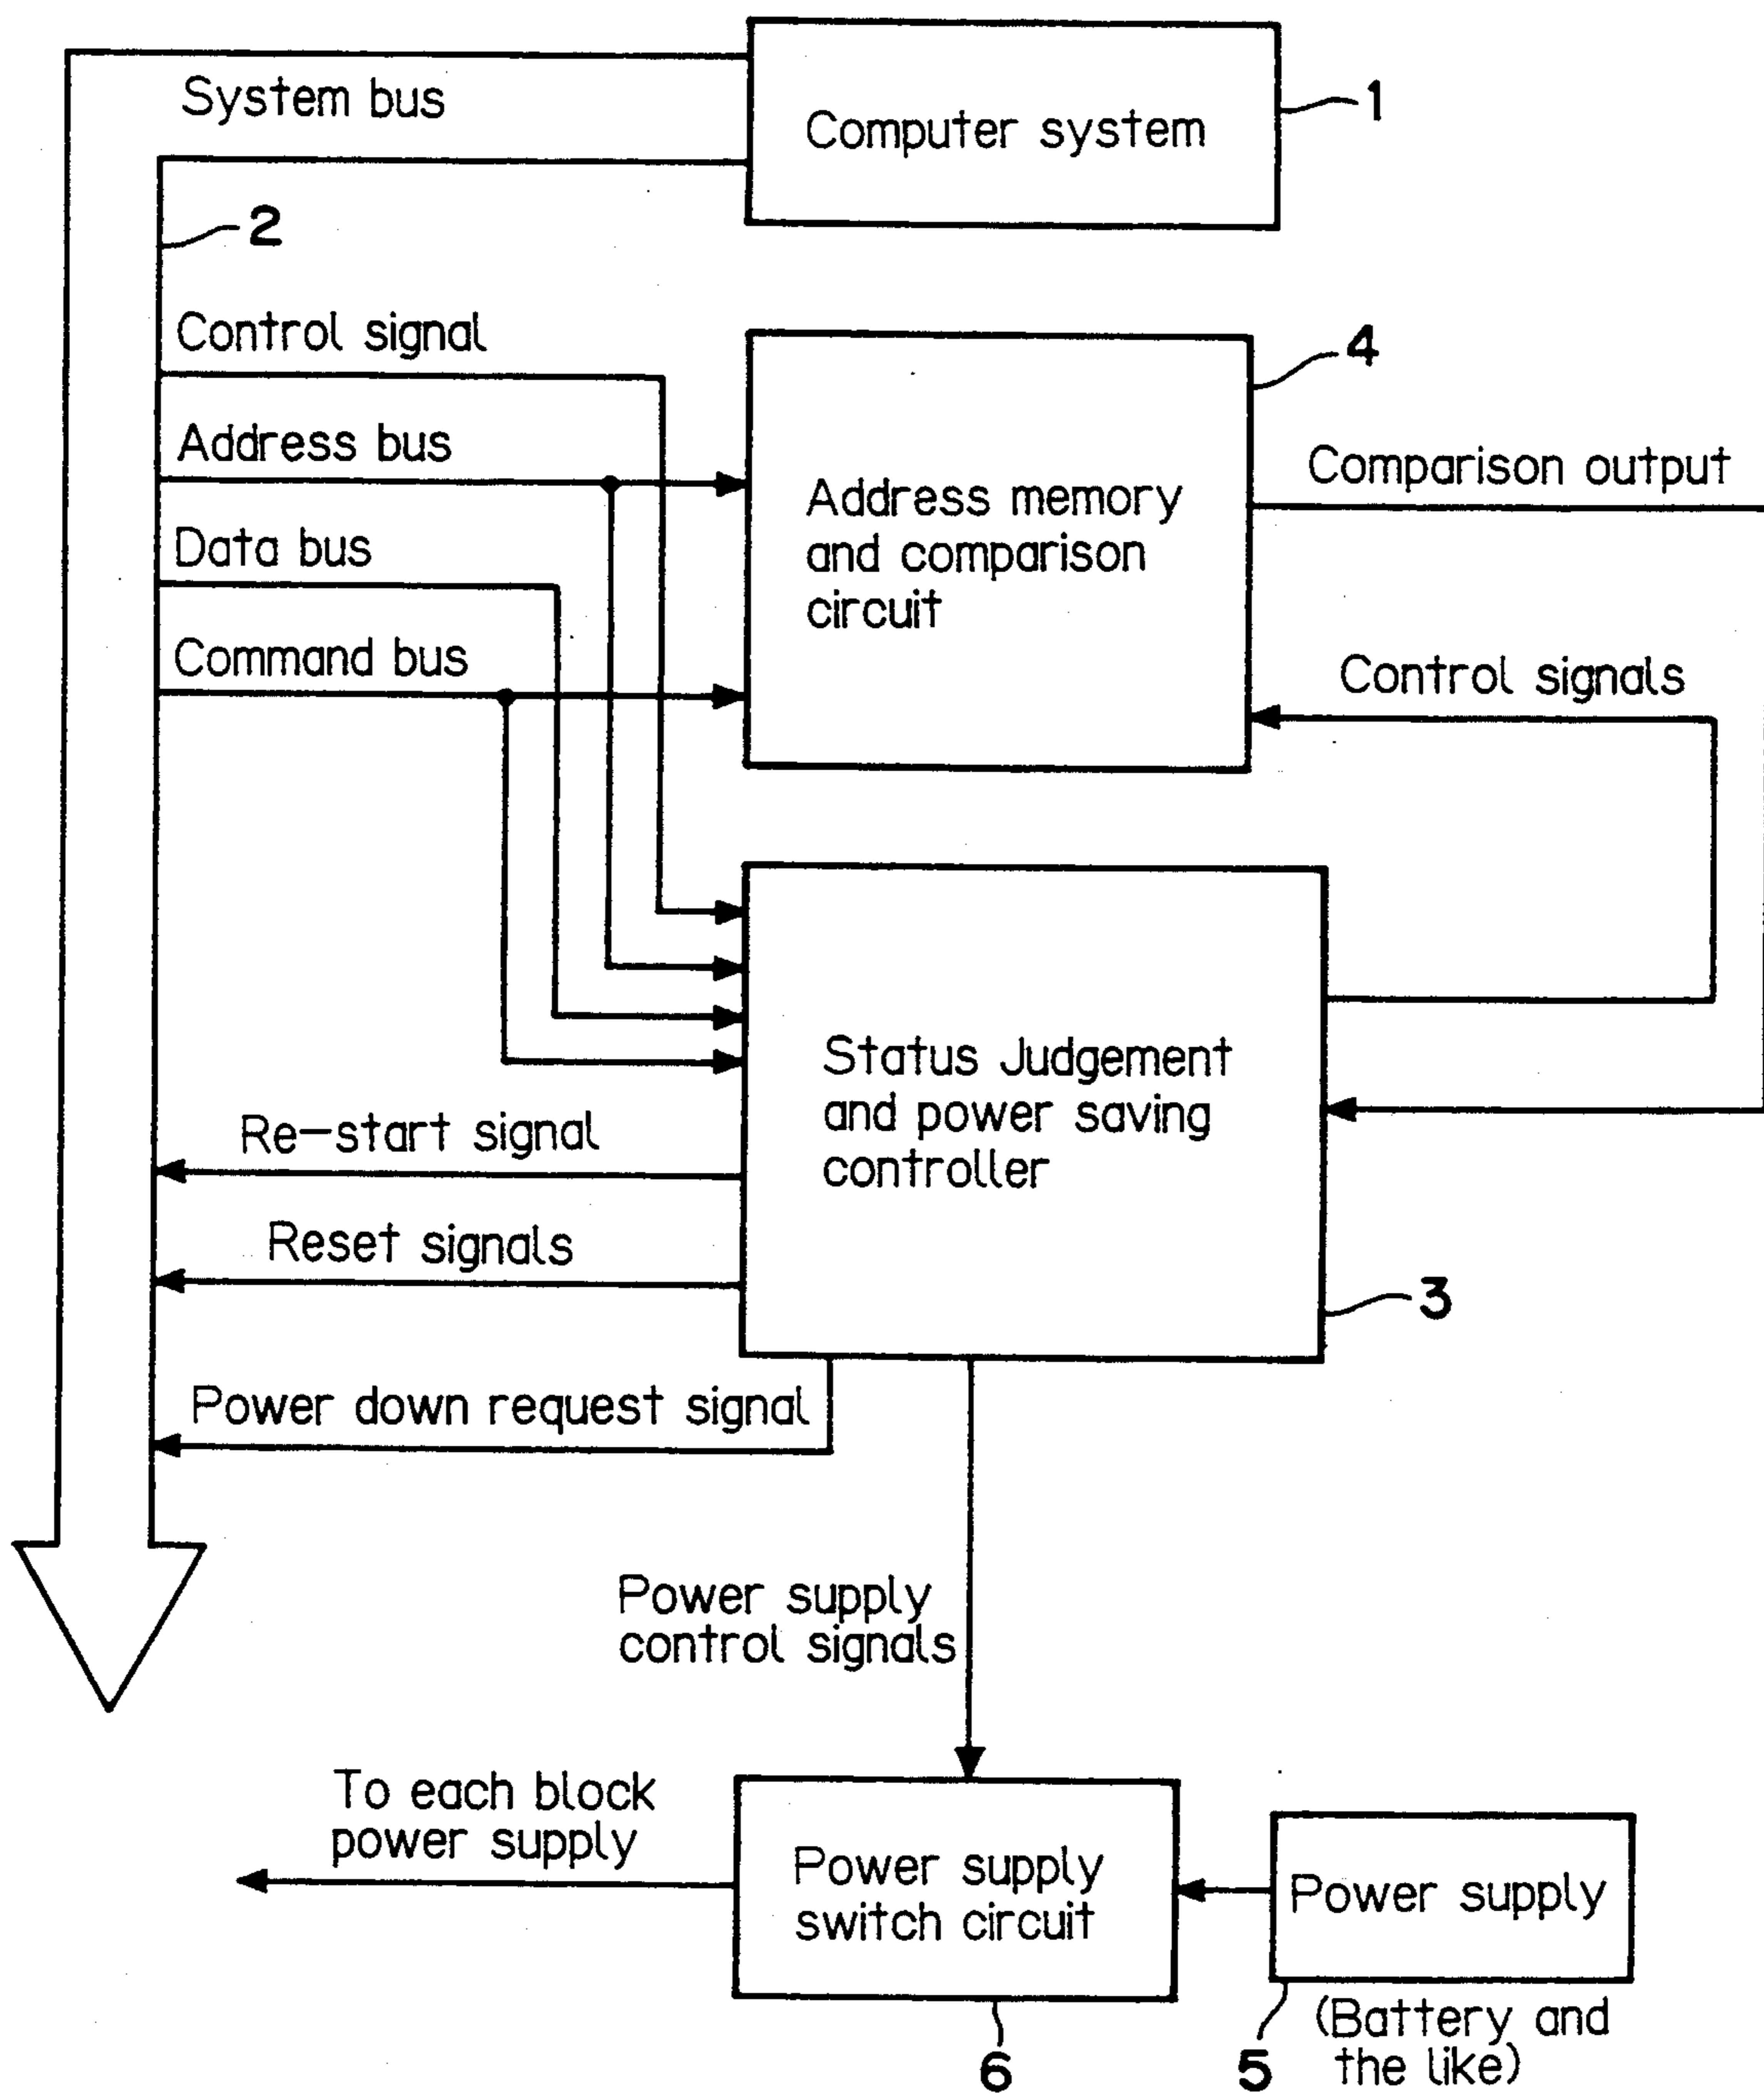 System bus
Computer system
1
2
Control signal
4
Address bus
Comparison output
Address memory
and comparison
circuit
Data bus
Command bus
Control signals
Status Judgement
and power saving
controller
Re-start signal
Reset signals
3
Power down request signal
Power supply
control signals
To each block
power supply
Power supply
switch circuit
Power supply
6
5
(Battery and
the like)